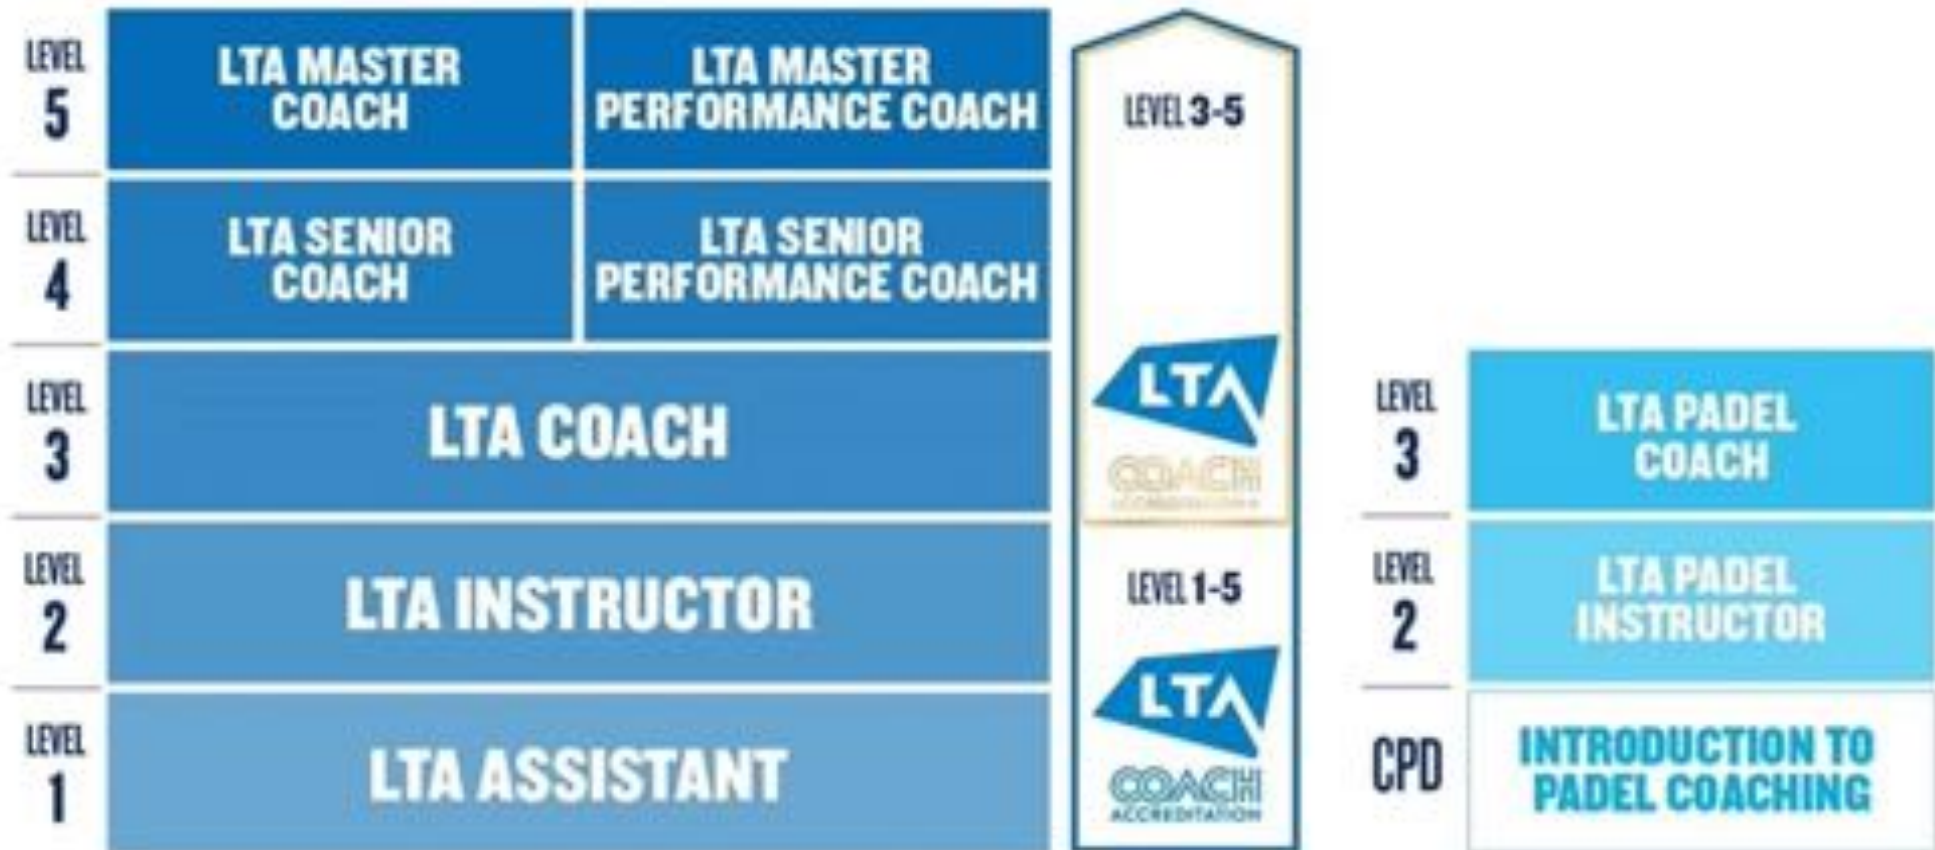 LEVEL
5
LTA MASTER
COACH
LTA MASTER
PERFORMANCE COACH
LEVEL
4
LTA SENIOR
COACH
LTA SENIOR
PERFORMANCE COACH
LEVEL
3
LTA COACH
LEVEL
2
LTA INSTRUCTOR
LEVEL
1
LTA ASSISTANT
LEVEL 3-5
LTA
COACH
ACCREDITATION
LEVEL 1-5
LTA
COACH
ACCREDITATION
LEVEL
3
LTA PADEL
COACH
LEVEL
2
LTA PADEL
INSTRUCTOR
CPD
INTRODUCTION TO
PADEL COACHING